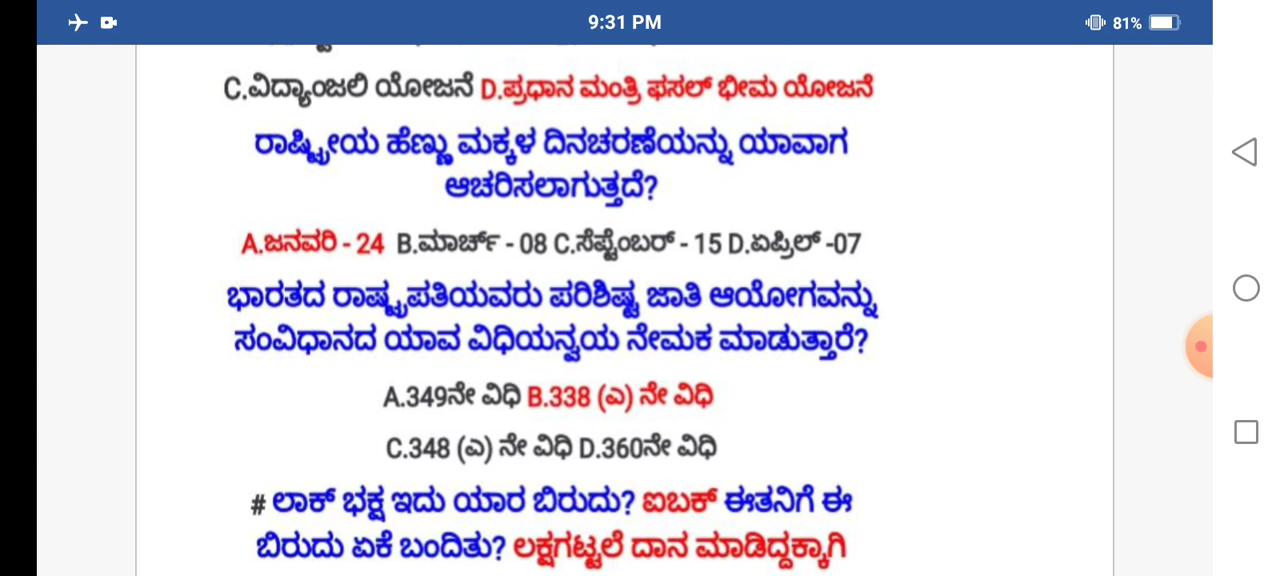 9:31 PM
81%
C.ವಿದ್ಯಾಂಜಲಿ ಯೋಜನೆ D.ಪ್ರಧಾನ ಮಂತ್ರಿ ಫಸಲ್ ಭೀಮ ಯೋಜನೆ
ರಾಷ್ಟ್ರೀಯ ಹೆಣ್ಣು ಮಕ್ಕಳ ದಿನಚರಣೆಯನ್ನು ಯಾವಾಗ
ಆಚರಿಸಲಾಗುತ್ತದೆ?
A.ಜನವರಿ - 24 B.ಮಾರ್ಚ್ - 08 C.ಸೆಪ್ಟೆಂಬರ್ - 15 D.ಏಪ್ರಿಲ್ -07
ಭಾರತದ ರಾಷ್ಟ್ರಪತಿಯವರು ಪರಿಶಿಷ್ಟ ಜಾತಿ ಆಯೋಗವನ್ನು
ಸಂವಿಧಾನದ ಯಾವ ವಿಧಿಯನ್ವಯ ನೇಮಕ ಮಾಡುತ್ತಾರೆ?
A.349ನೇ ವಿಧಿ B.338 (ಎ) ನೇ ವಿಧಿ
C.348 (ಎ) ನೇ ವಿಧಿ D.360ನೇ ವಿಧಿ
# ಲಾಕ್ ಭಕ್ಷ ಇದು ಯಾರ ಬಿರುದು? ಐಬಕ್ ಈತನಿಗೆ ಈ
ಬಿರುದು ಏಕೆ ಬಂದಿತು? ಲಕ್ಷಗಟ್ಟಲೆ ದಾನ ಮಾಡಿದ್ದಕ್ಕಾಗಿ